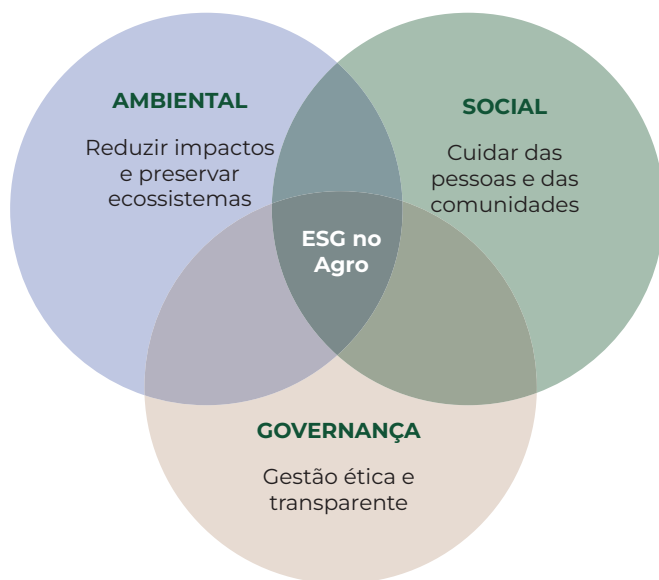 AMBIENTAL
Reduzir impactos
e preservar
ecossistemas
SOCIAL
Cuidar das
pessoas e das
comunidades
ESG no
Agro
GOVERNANÇA
Gestão ética e
transparente